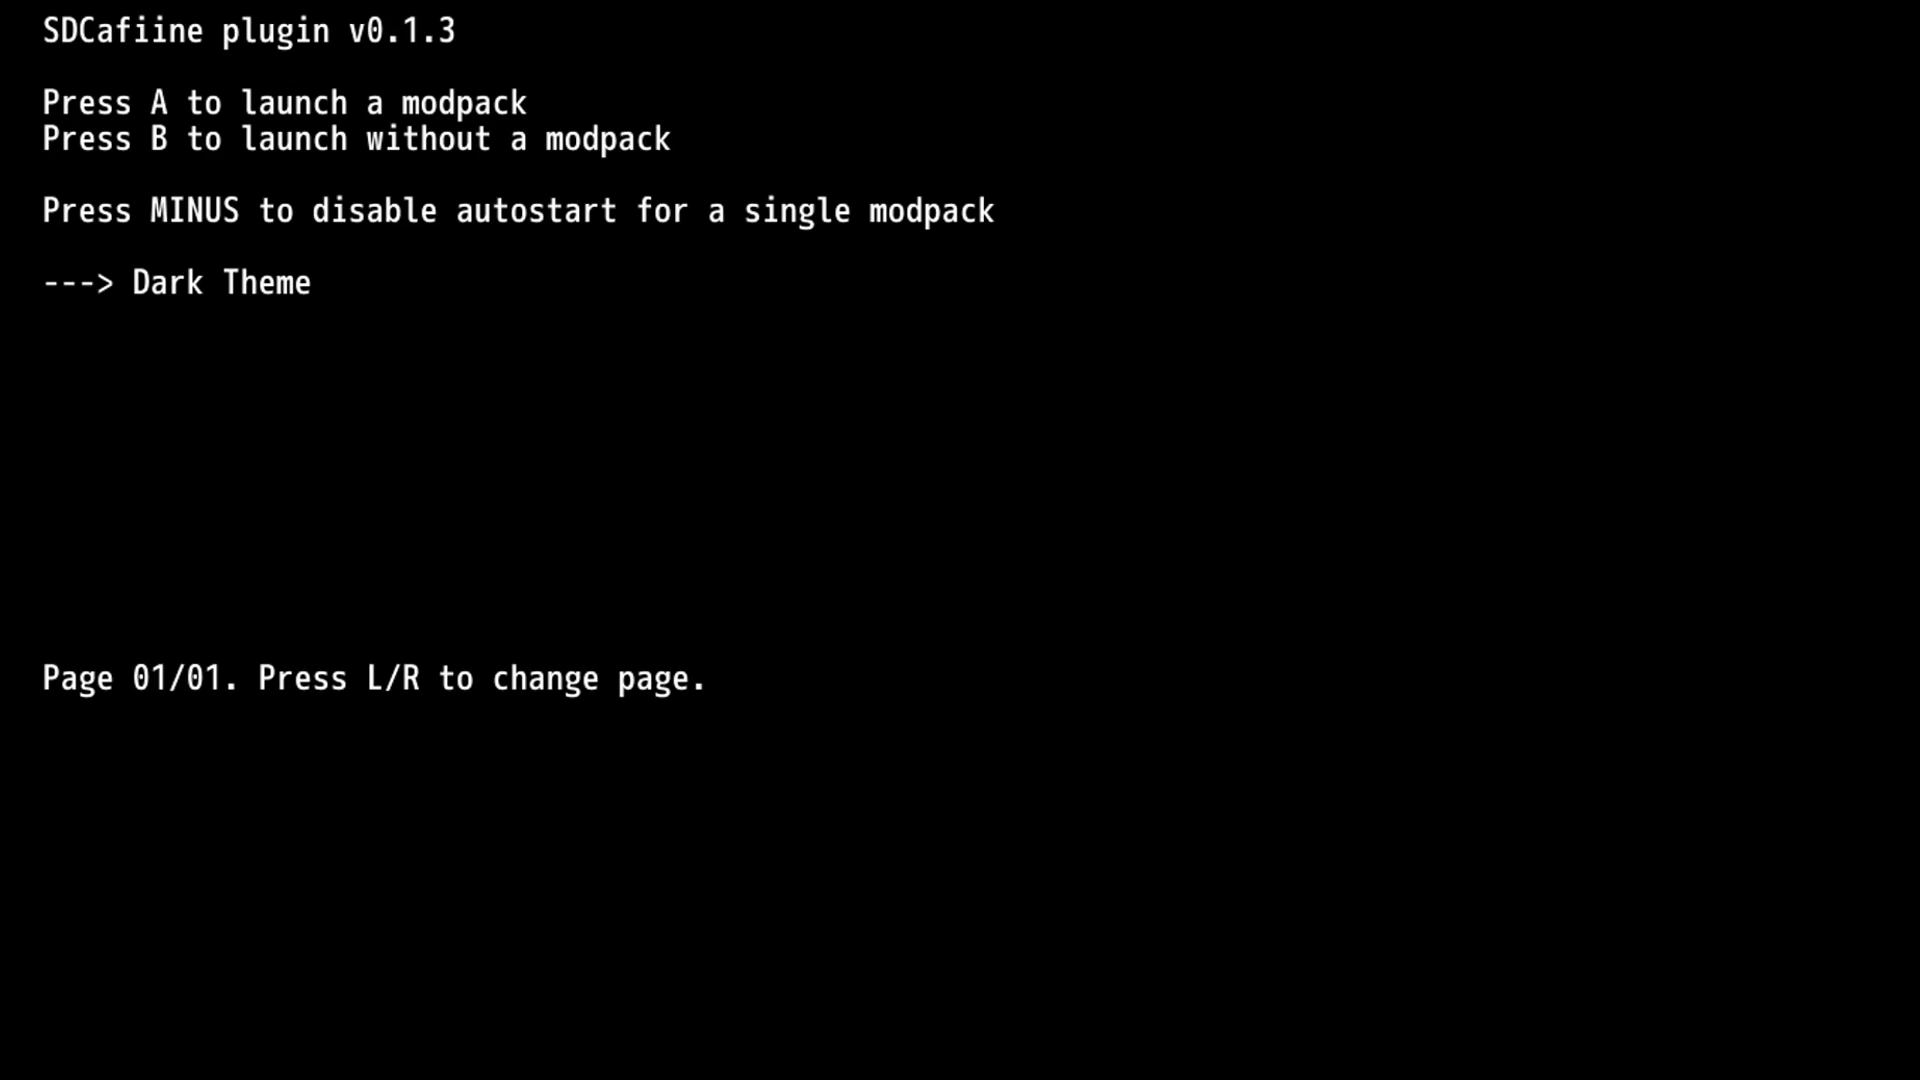 SDCafiine plugin v0.1.3
Press A to launch a modpack
Press B to launch without a modpack
Press MINUS to disable autostart for a single modpack
---> Dark Theme
Page 01/01. Press L/R to change page.